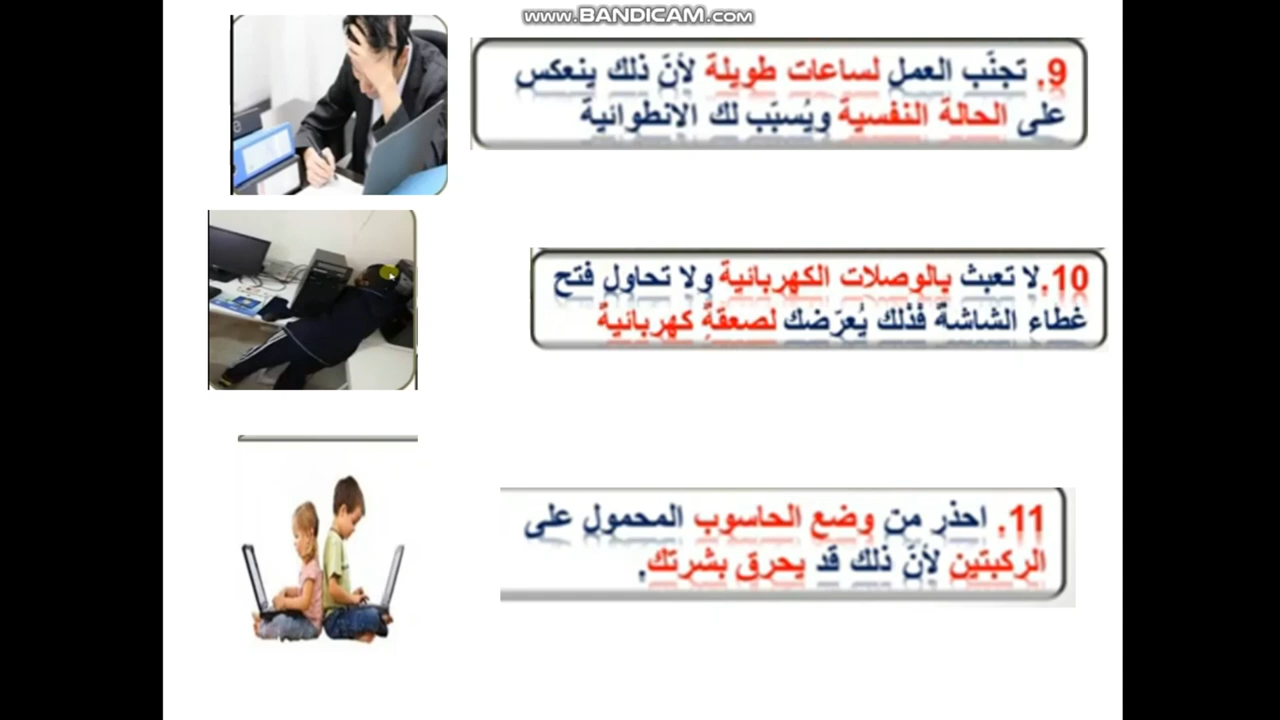 www.BANDICAM.com
9. تجنّب العمل لساعات طويلة لأنّ ذلك ينعكس
على الحالة النفسية ويُسبّب لك الانطوائية
10.لا تعبث بالوصلات الكهربائية ولا تحاول فتح
غطاء الشاشة فذلك يُعرّضك لصعقةٍ كهربائية
11. احذر من وضع الحاسوب المحمول على
الركبتين لأنّ ذلك قد يحرق بشرتك.